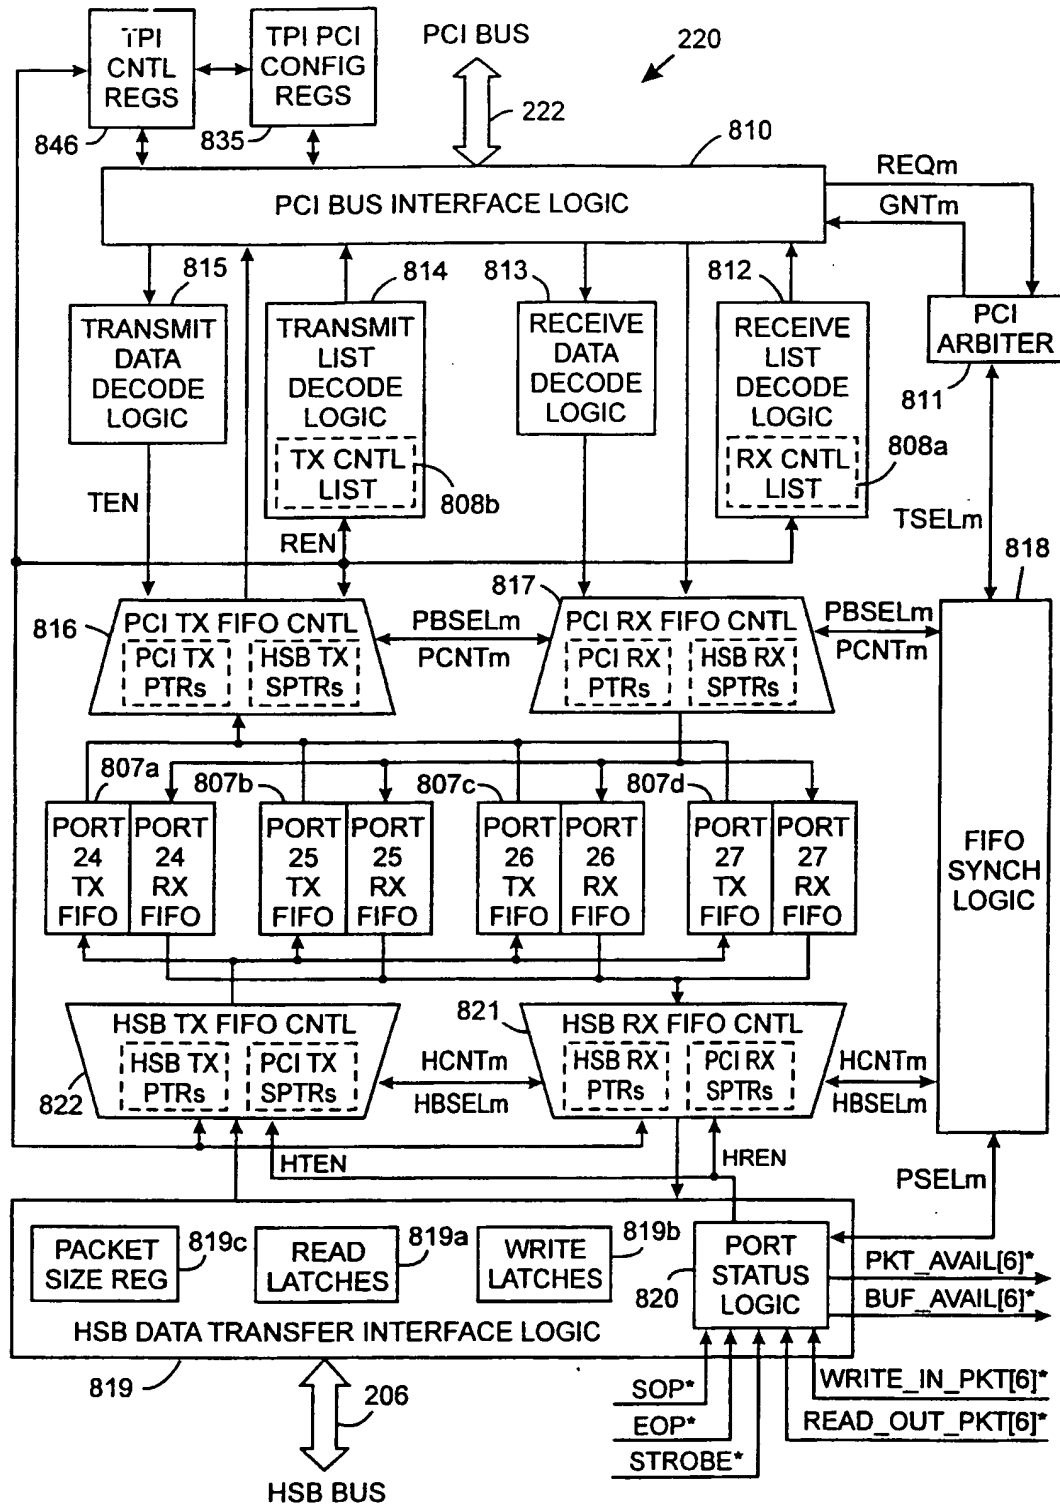 TPI
CNTL
REGS
846
TPI PCI
CONFIG
REGS
835
PCI BUS
222
220
810
PCI BUS INTERFACE LOGIC
REQm
GNTm
815
TRANSMIT
DATA
DECODE
LOGIC
814
TRANSMIT
LIST
DECODE
LOGIC
TX CNTL
LIST
808b
813
RECEIVE
DATA
DECODE
LOGIC
812
RECEIVE
LIST
DECODE
LOGIC
RX CNTL
LIST
808a
PCI
ARBITER
811
TEN
REN
TSELm
818
816
PCI TX FIFO CNTL
PCI TX
PTRs
HSB TX
SPTRs
PBSELm
PCNTm
817
PCI RX FIFO CNTL
PCI RX
PTRs
HSB RX
SPTRs
PBSELm
PCNTm
FIFO
SYNCH
LOGIC
807a
PORT
24
TX
FIFO
PORT
24
RX
FIFO
807b
PORT
25
TX
FIFO
PORT
25
RX
FIFO
807c
PORT
26
TX
FIFO
PORT
26
RX
FIFO
807d
PORT
27
TX
FIFO
PORT
27
RX
FIFO
HSB TX FIFO CNTL
HSB TX
PTRs
PCI TX
SPTRs
822
HCNTm
HBSELm
821
HSB RX FIFO CNTL
HSB RX
PTRs
PCI RX
SPTRs
HCNTm
HBSELm
HTEN
HREN
PSELm
PACKET
SIZE REG
819c
READ
LATCHES
819a
WRITE
LATCHES
819b
820
PORT
STATUS
LOGIC
HSB DATA TRANSFER INTERFACE LOGIC
819
PKT_AVAIL[6]*
BUF_AVAIL[6]*
WRITE_IN_PKT[6]*
READ_OUT_PKT[6]*
SOP*
EOP*
STROBE*
206
HSB BUS